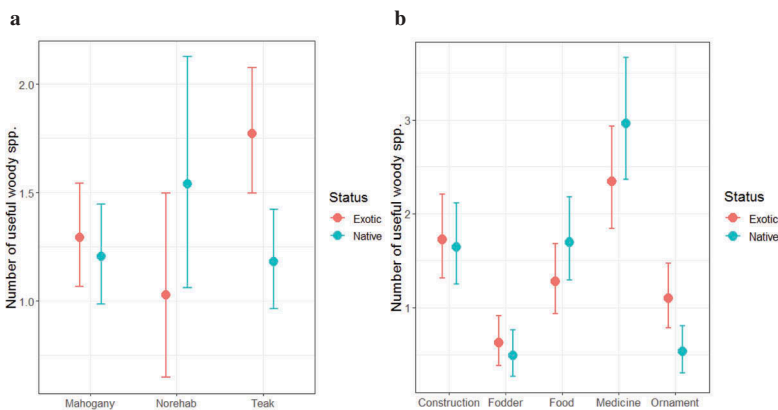 a
Number of useful woody spp.
2.0
1.5
1.0
Mahogany Norehab Teak
Status
Exotic
Native
b
Number of useful woody spp.
3
2
1
Construction Fodder Food Medicine Ornament
Status
Exotic
Native